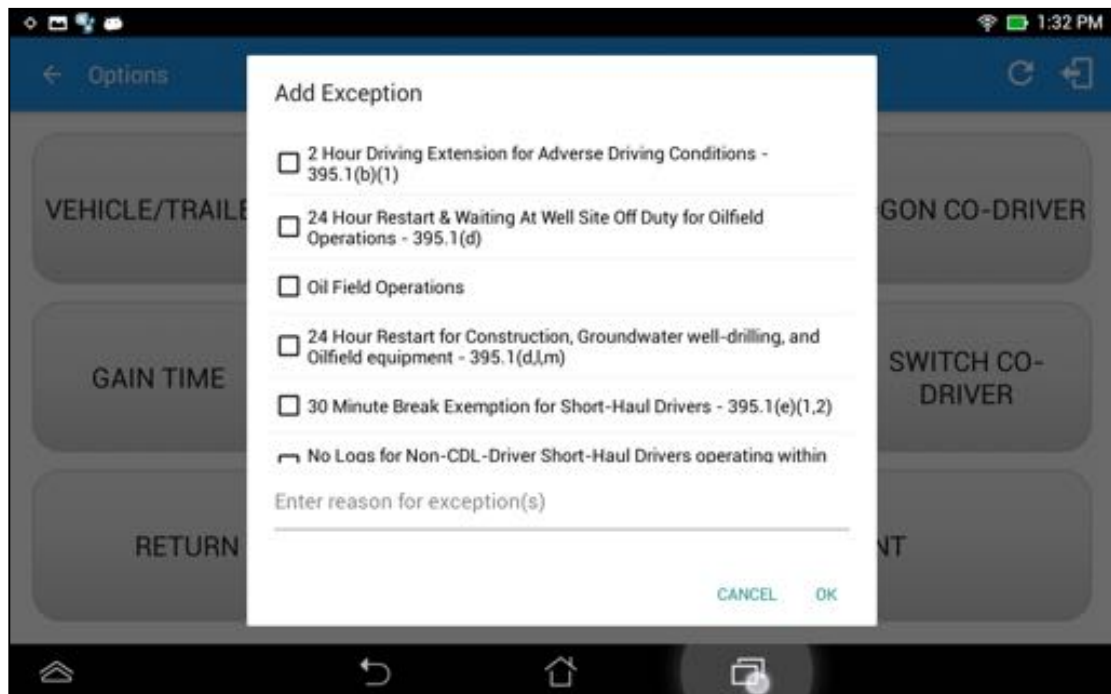 1:32 PM
Options
Add Exception
2 Hour Driving Extension for Adverse Driving Conditions -
395.1(b)(1)
24 Hour Restart & Waiting At Well Site Off Duty for Oilfield
Operations - 395.1(d)
Oil Field Operations
24 Hour Restart for Construction, Groundwater well-drilling, and
Oilfield equipment - 395.1(d,l,m)
30 Minute Break Exemption for Short-Haul Drivers - 395.1(e)(1,2)
No Logs for Non-CDL-Driver Short-Haul Drivers operating within
Enter reason for exception(s)
CANCEL OK
VEHICLE/TRAILE
GON CO-DRIVER
GAIN TIME
SWITCH CO-
DRIVER
RETURN
NT